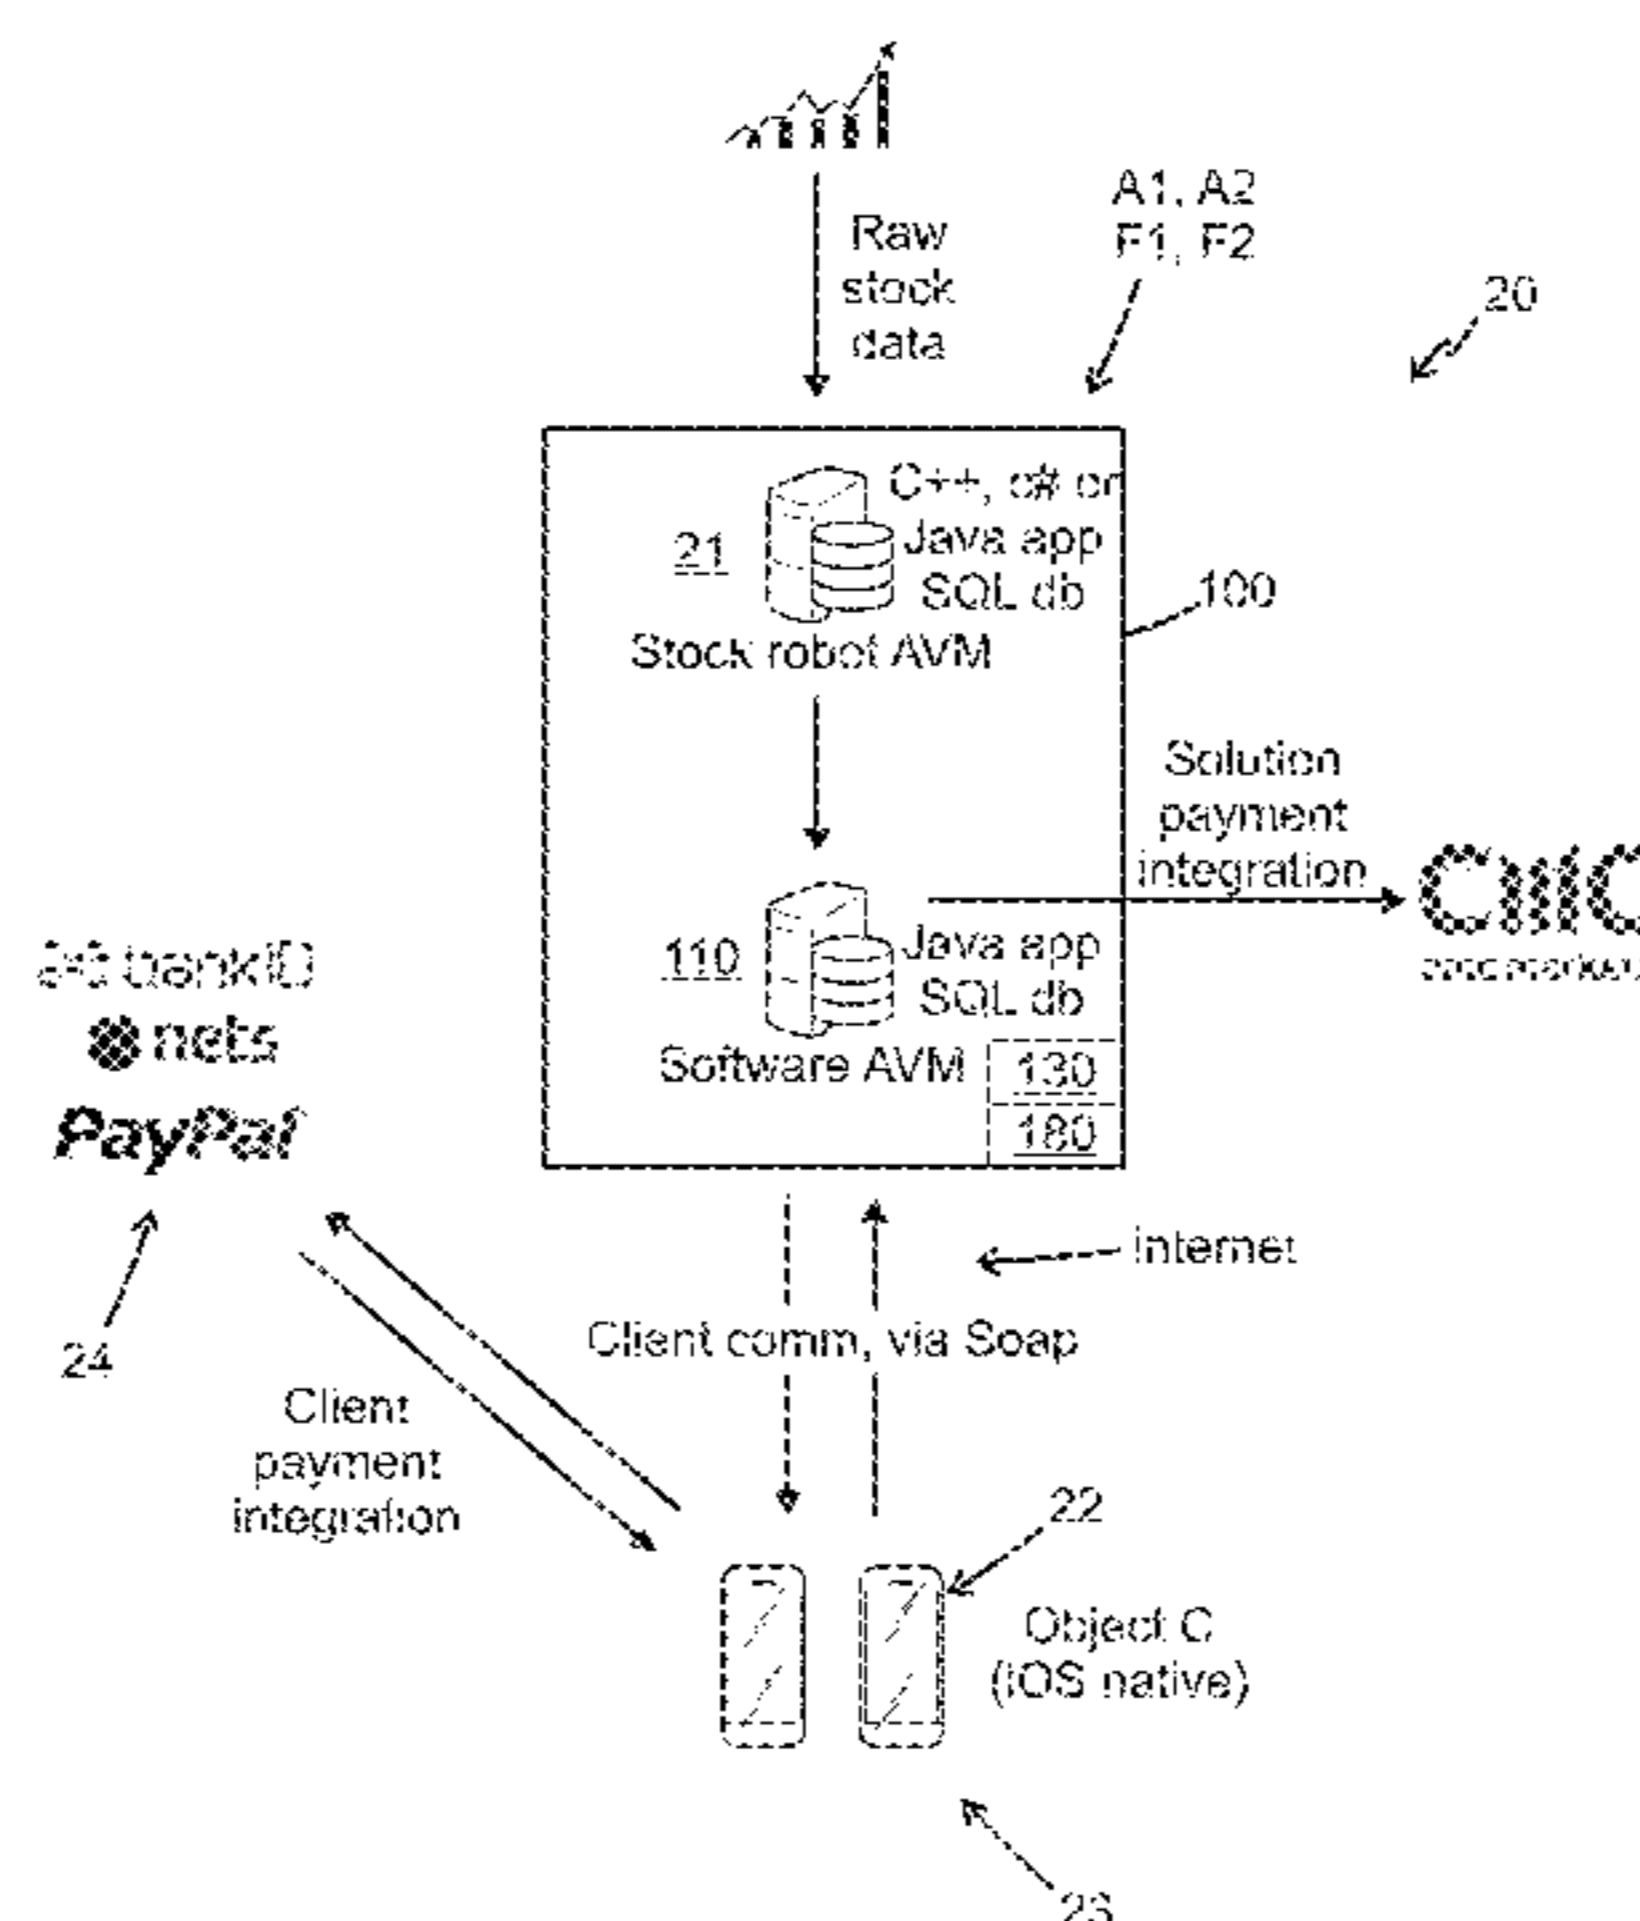 Raw
stock
data
A1, A2
F1, F2
20
C++, c# or
Java app
SQL db
21
Stock robot AVM
100
Solution
payment
integration
cmc
110
Java app
SQL db
Software AVM
130
180
bankID
nets
PayPal
24
Client
payment
integration
internet
Client comm, via Soap
22
Object C
(iOS native)